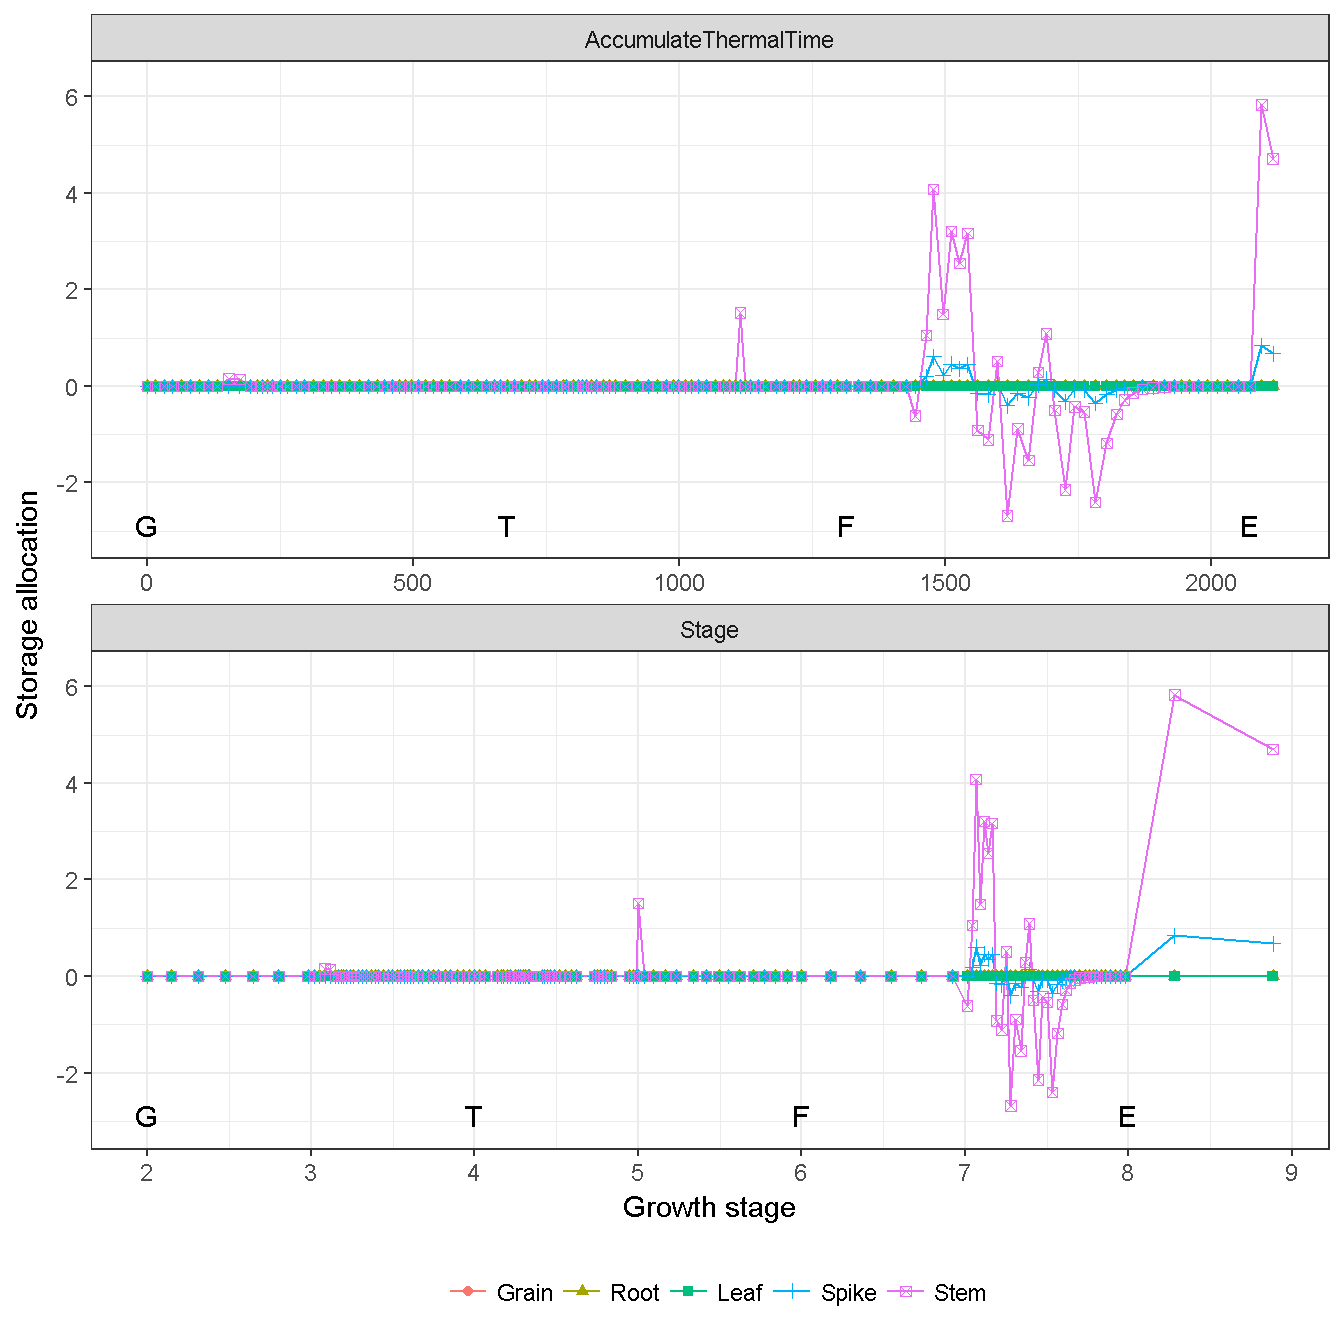 AccumulateThermalTime
6
4
2
0
-2
G T F E
0 500 1000 1500 2000
Storage allocation
Stage
6
4
2
0
-2
G T F E
2 3 4 5 6 7 8 9
Growth stage
Grain Root Leaf Spike Stem